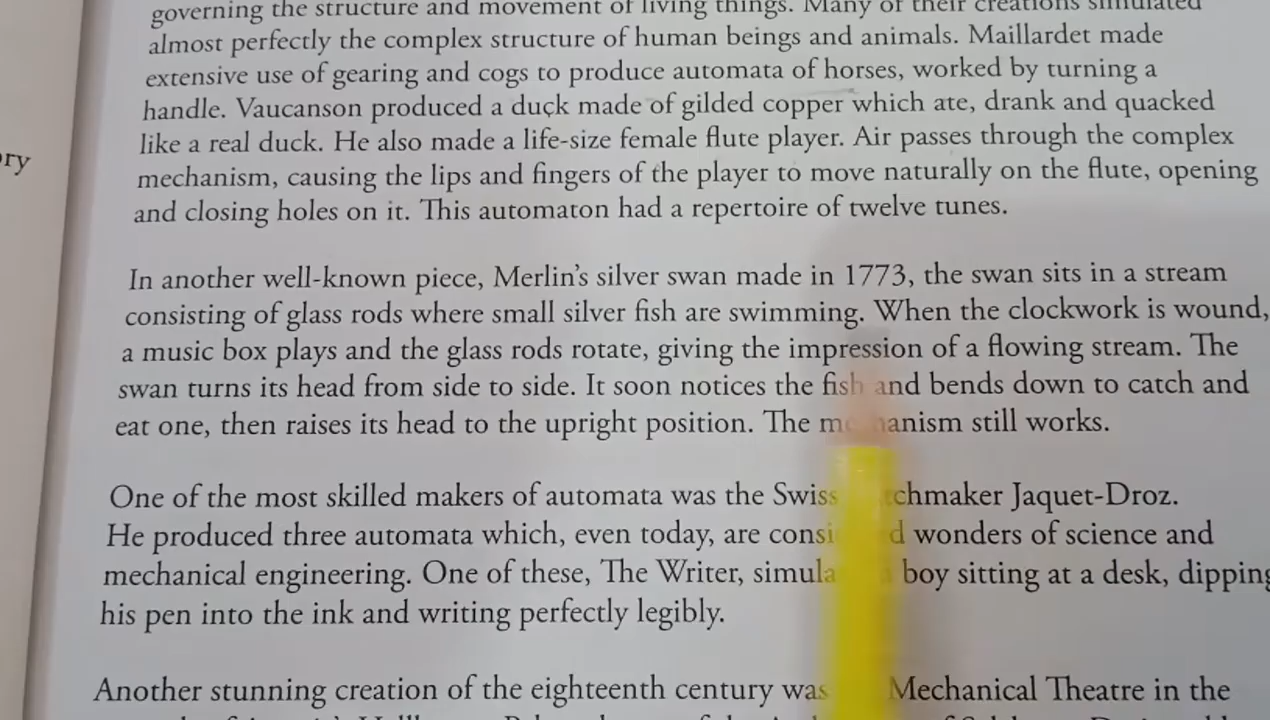 governing the structure and movement of living things. Many of their creations simulated
almost perfectly the complex structure of human beings and animals. Maillardet made
extensive use of gearing and cogs to produce automata of horses, worked by turning a
handle. Vaucanson produced a duck made of gilded copper which ate, drank and quacked
like a real duck. He also made a life-size female flute player. Air passes through the complex
ory
mechanism, causing the lips and fingers of the player to move naturally on the flute, opening
and closing holes on it. This automaton had a repertoire of twelve tunes.
In another well-known piece, Merlin's silver swan made in 1773, the swan sits in a stream
consisting of glass rods where small silver fish are swimming. When the clockwork is wound,
a music box plays and the glass rods rotate, giving the impression of a flowing stream. The
swan turns its head from side to side. It soon notices the fish and bends down to catch and
eat one, then raises its head to the upright position. The mechanism still works.
One of the most skilled makers of automata was the Swiss tchmaker Jaquet-Droz.
He produced three automata which, even today, are consi d wonders of science and
mechanical engineering. One of these, The Writer, simula a boy sitting at a desk, dipping
his pen into the ink and writing perfectly legibly.
Another stunning creation of the eighteenth century was Mechanical Theatre in the